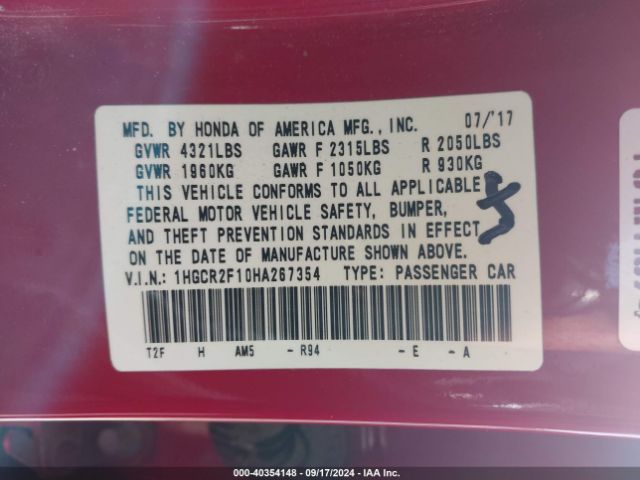 MFD. BY HONDA OF AMERICA MFG., INC. 07/'17
GVWR 4321LBS GAWR F 2315LBS R 2050LBS
GVWR 1960KG GAWR F 1050KG R 930KG
THIS VEHICLE CONFORMS TO ALL APPLICABLE
FEDERAL MOTOR VEHICLE SAFETY, BUMPER,
AND THEFT PREVENTION STANDARDS IN EFFECT
ON THE DATE OF MANUFACTURE SHOWN ABOVE.
V.I.N.: 1HGCR2F10HA267354 TYPE: PASSENGER CAR
T2F H AM5 - R94 - E - A
000-40354148 - 09/17/2024 - IAA Inc.